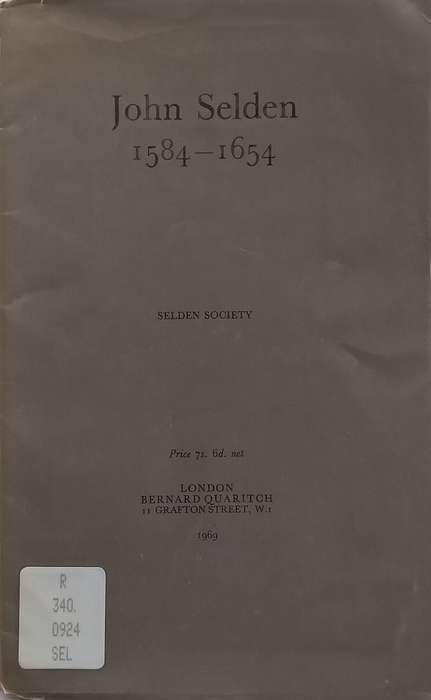 John Selden
1584–1654
SELDEN SOCIETY
Price 7s. 6d. net
LONDON
BERNARD QUARITCH
11 GRAFTON STREET, W.1
1969
R
340.
0924
SEL